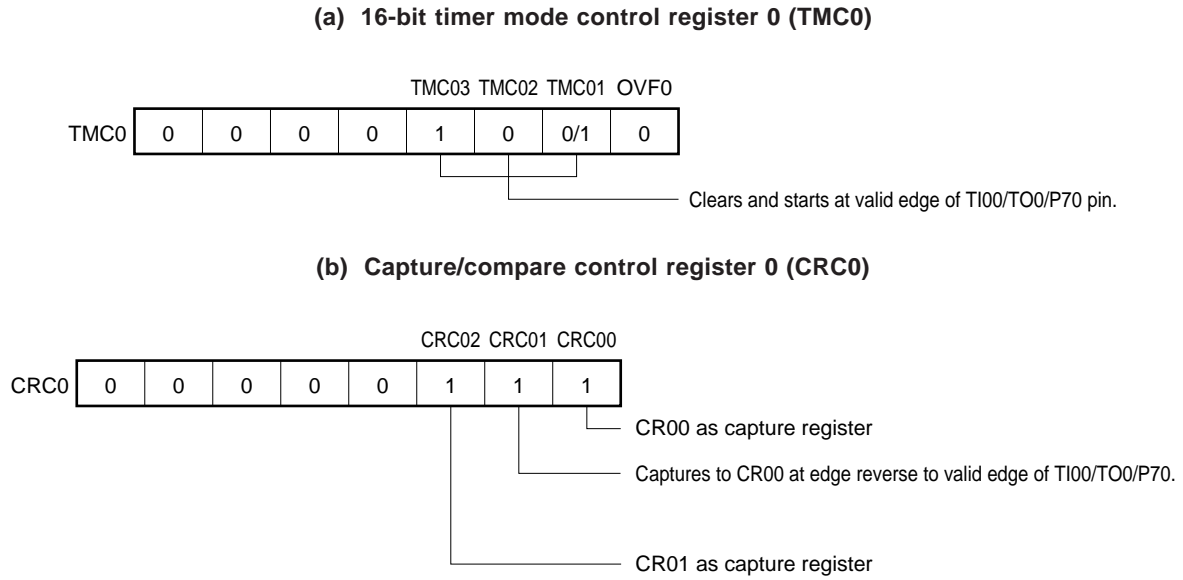 (a) 16-bit timer mode control register 0 (TMC0)
TMC03 TMC02 TMC01 OVF0
TMC0 0 0 0 0 1 0 0/1 0
Clears and starts at valid edge of TI00/TO0/P70 pin.
(b) Capture/compare control register 0 (CRC0)
CRC02 CRC01 CRC00
CRC0 0 0 0 0 0 1 1 1
CR00 as capture register
Captures to CR00 at edge reverse to valid edge of TI00/TO0/P70.
CR01 as capture register